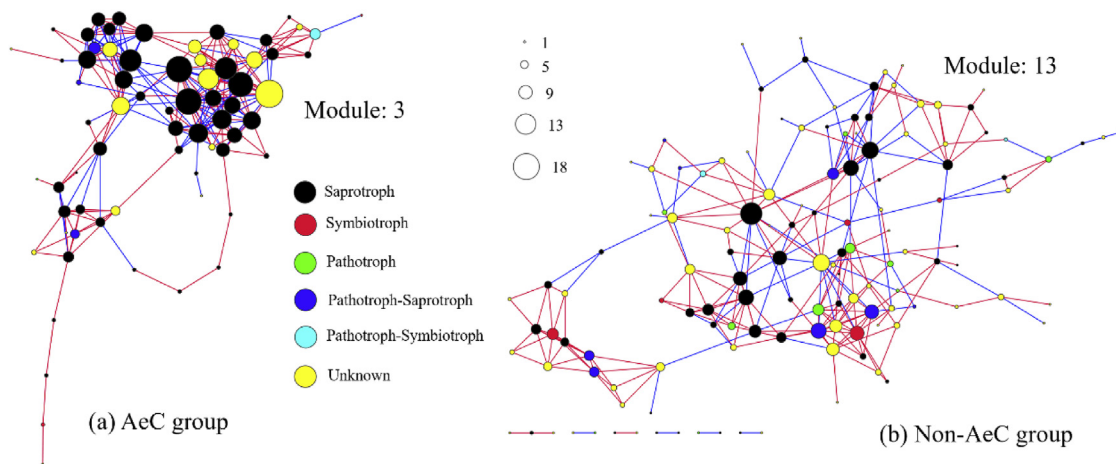 1
5
9
13
18
Module: 3
Module: 13
Saprotroph
Symbiotroph
Pathotroph
Pathotroph-Saprotroph
Pathotroph-Symbiotroph
Unknown
(a) AeC group
(b) Non-AeC group